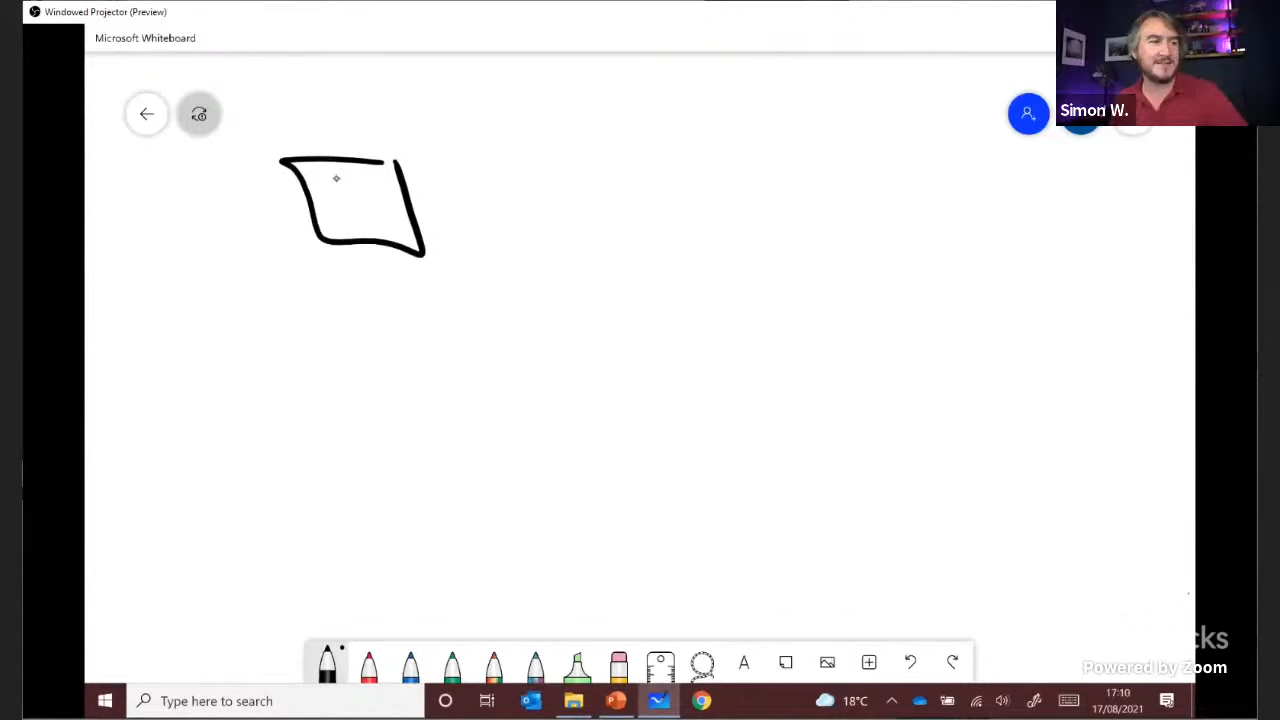 Windowed Projector (Preview)
Microsoft Whiteboard
Simon W.
A
Powered by Zoom
Type here to search
18°C
17:10
17/08/2021